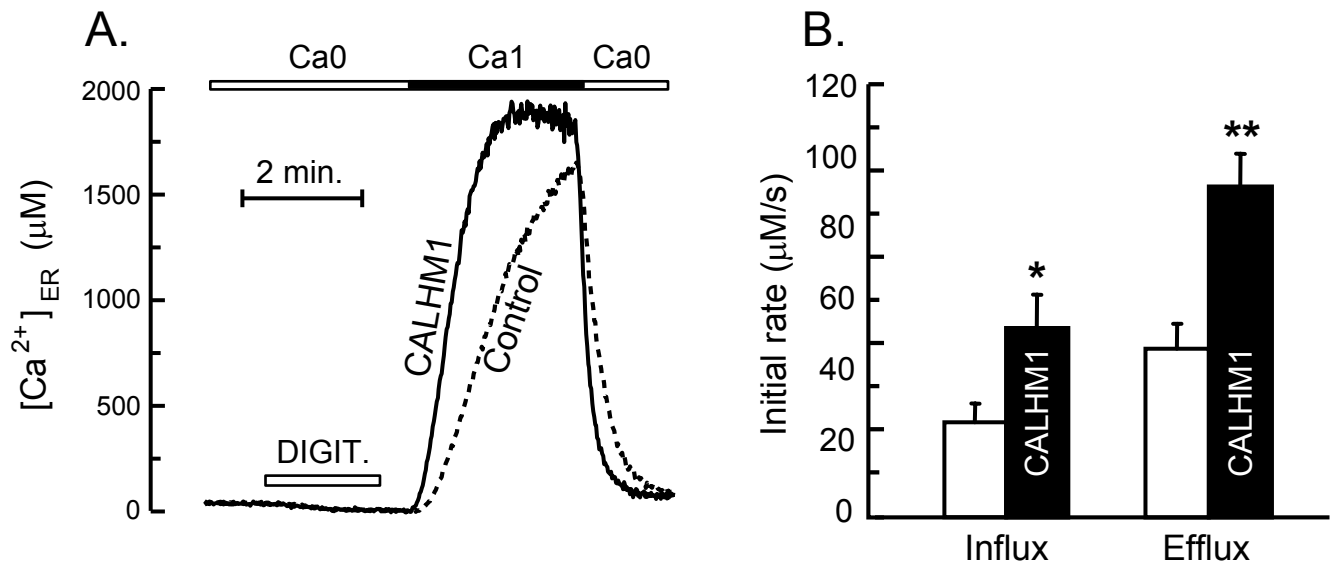 A.
Ca0 Ca1 Ca0
2000
1500
1000
500
0
[Ca2+]ER (μM)
2 min.
CALHM1
Control
DIGIT.
B.
120
100
80
60
40
20
0
Initial rate (μM/s)
*
**
CALHM1
CALHM1
Influx Efflux